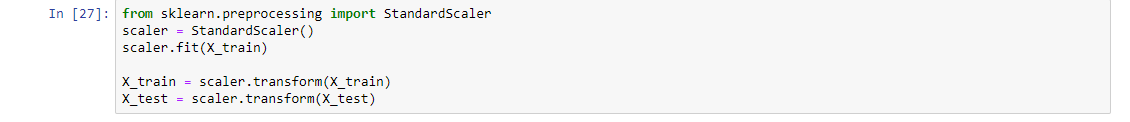 In [27]: from sklearn.preprocessing import StandardScaler
scaler = StandardScaler()
scaler.fit(X_train)
X_train = scaler.transform(X_train)
X_test = scaler.transform(X_test)